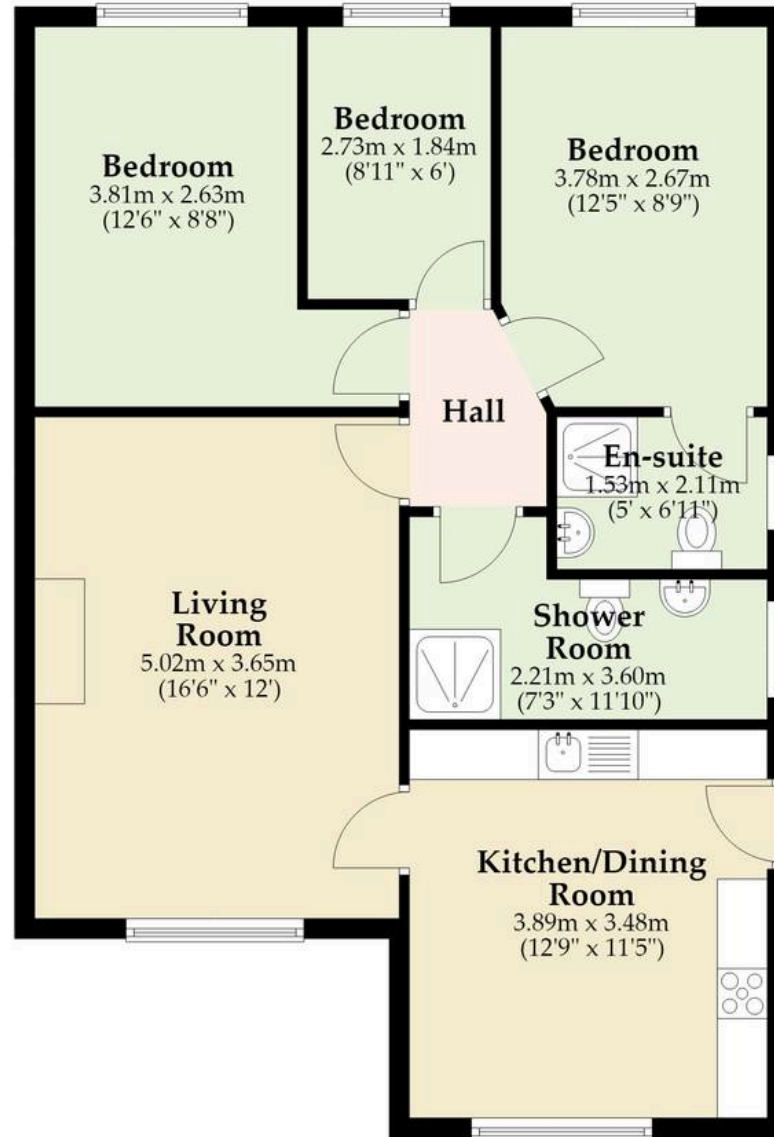 Bedroom
3.81m x 2.63m
(12'6" x 8'8")
Bedroom
2.73m x 1.84m
(8'11" x 6')
Bedroom
3.78m x 2.67m
(12'5" x 8'9")
Hall
En-suite
1.53m x 2.11m
(5' x 6'11")
Living
Room
5.02m x 3.65m
(16'6" x 12')
Shower
Room
2.21m x 3.60m
(7'3" x 11'10")
Kitchen/Dining
Room
3.89m x 3.48m
(12'9" x 11'5")